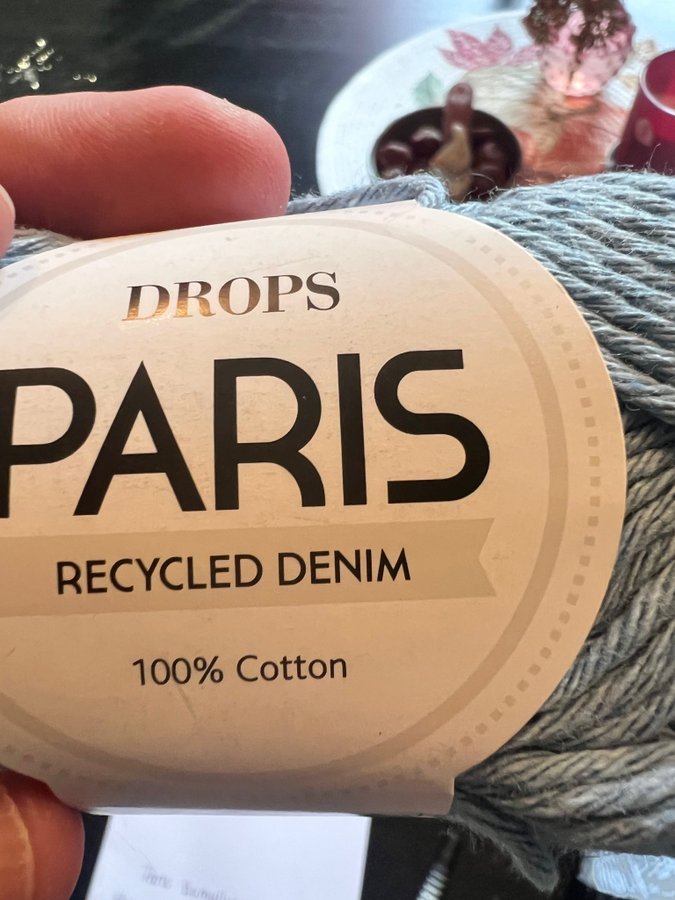 DROPS
PARIS
RECYCLED DENIM
100% Cotton